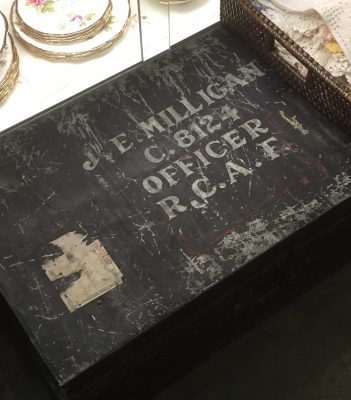 J. E. MILLIGAN
C.8124
OFFICER
R.C.A.F